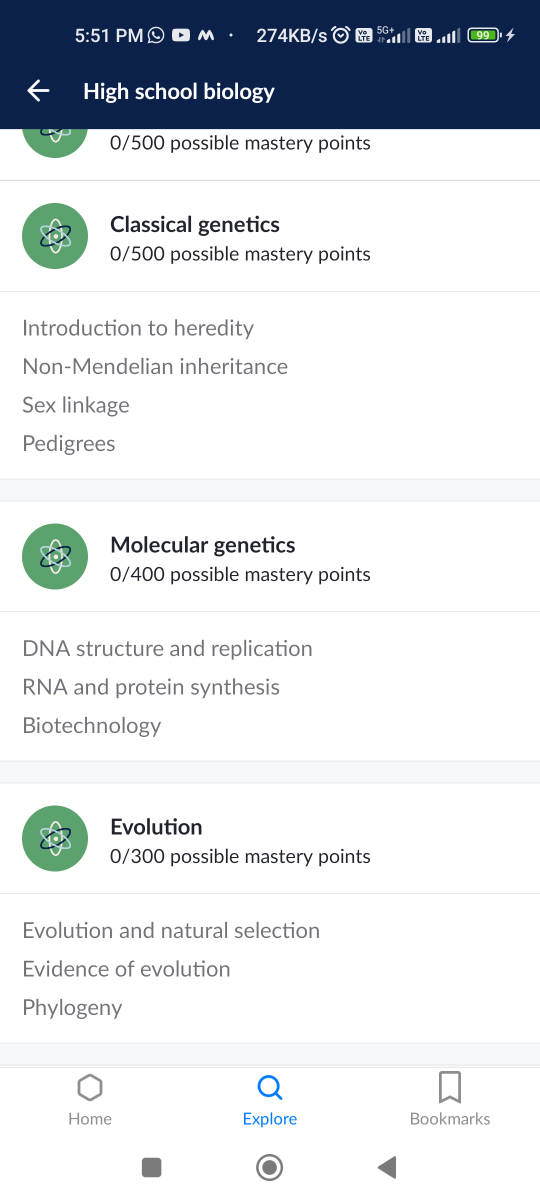 5:51 PM · 274KB/s Vo LTE 5G+ Vo LTE 99
High school biology
0/500 possible mastery points
Classical genetics
0/500 possible mastery points
Introduction to heredity
Non-Mendelian inheritance
Sex linkage
Pedigrees
Molecular genetics
0/400 possible mastery points
DNA structure and replication
RNA and protein synthesis
Biotechnology
Evolution
0/300 possible mastery points
Evolution and natural selection
Evidence of evolution
Phylogeny
Home Explore Bookmarks